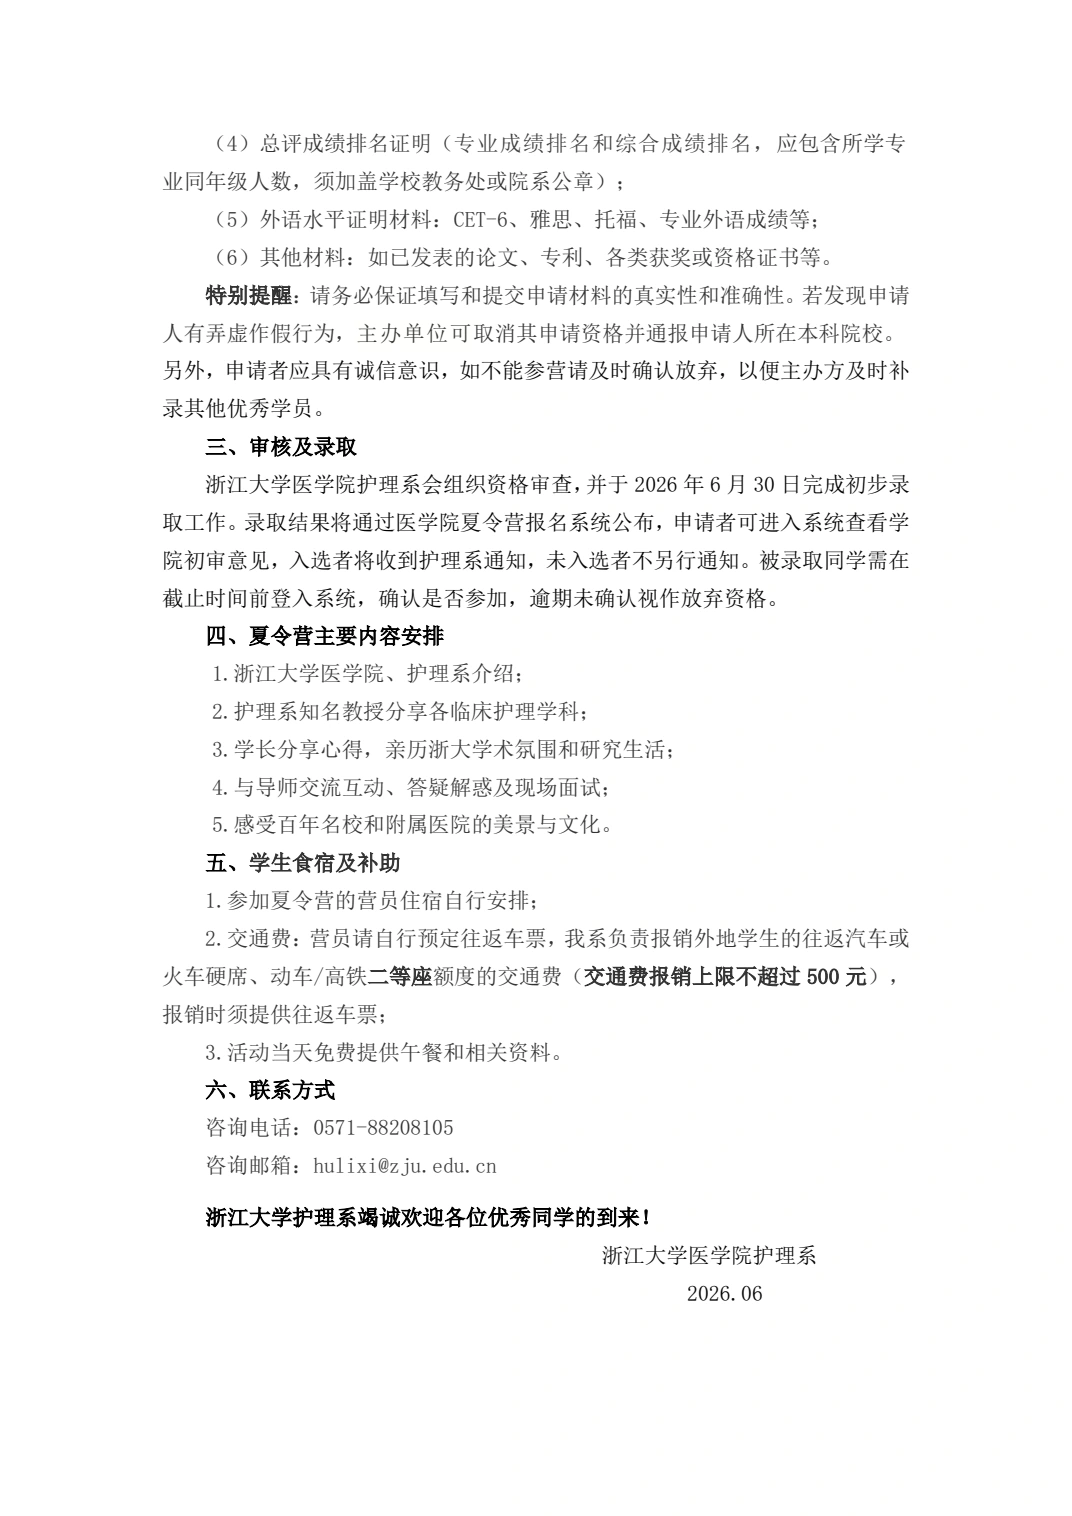 （4）总评成绩排名证明（专业成绩排名和综合成绩排名，应包含所学专
业同年级人数，须加盖学校教务处或院系公章）；
（5）外语水平证明材料：CET-6、雅思、托福、专业外语成绩等；
（6）其他材料：如已发表的论文、专利、各类获奖或资格证书等。
特别提醒：请务必保证填写和提交申请材料的真实性和准确性。若发现申请
人有弄虚作假行为，主办单位可取消其申请资格并通报申请人所在本科院校。
另外，申请者应具有诚信意识，如不能参营请及时确认放弃，以便主办方及时补
录其他优秀学员。
三、审核及录取
浙江大学医学院护理系会组织资格审查，并于 2026 年 6 月 30 日完成初步录
取工作。录取结果将通过医学院夏令营报名系统公布，申请者可进入系统查看学
院初审意见，入选者将收到护理系通知，未入选者不另行通知。被录取同学需在
截止时间前登入系统，确认是否参加，逾期未确认视作放弃资格。
四、夏令营主要内容安排
1.浙江大学医学院、护理系介绍；
2.护理系知名教授分享各临床护理学科；
3.学长分享心得，亲历浙大学术氛围和研究生活；
4.与导师交流互动、答疑解惑及现场面试；
5.感受百年名校和附属医院的美景与文化。
五、学生食宿及补助
1.参加夏令营的营员住宿自行安排；
2.交通费：营员请自行预定往返车票，我系负责报销外地学生的往返汽车或
火车硬席、动车/高铁二等座额度的交通费（交通费报销上限不超过 500 元），
报销时须提供往返车票；
3.活动当天免费提供午餐和相关资料。
六、联系方式
咨询电话：0571-88208105
咨询邮箱：hulixi@zju.edu.cn
浙江大学护理系竭诚欢迎各位优秀同学的到来！
浙江大学医学院护理系
2026.06